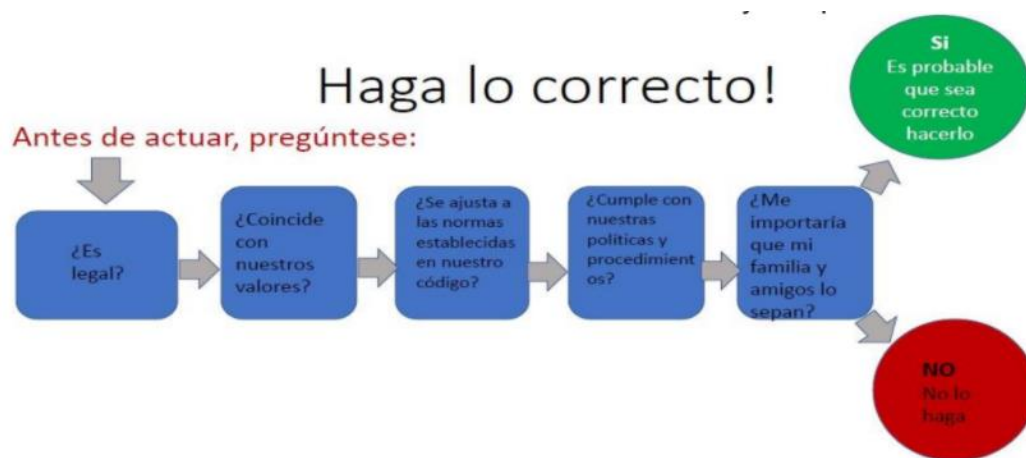 Haga lo correcto!
Antes de actuar, pregúntese:
¿Es
legal?
¿Coincide
con
nuestros
valores?
¿Se ajusta a
las normas
establecidas
en nuestro
código?
¿Cumple con
nuestras
políticas y
procedimient
os?
¿Me
importaría
que mi
familia y
amigos lo
sepan?
Si
Es probable
que sea
correcto
hacerlo
NO
No lo
haga